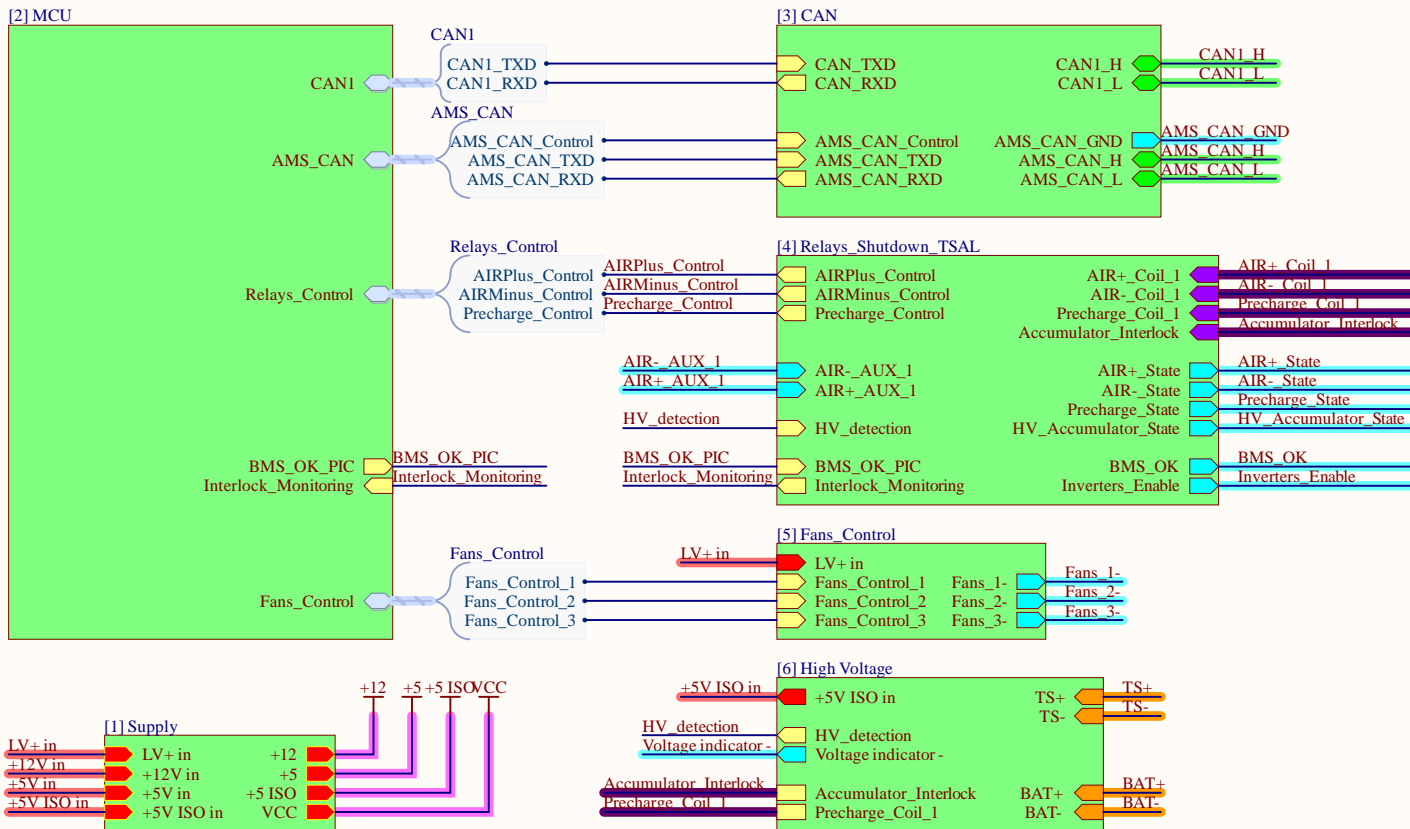 [2] MCU
CAN1
AMS_CAN
Relays_Control
BMS_OK_PIC
BMS_OK_PIC
Interlock_Monitoring
Interlock_Monitoring
Fans_Control
CAN1
CAN1_TXD
CAN1_RXD
AMS_CAN
AMS_CAN_Control
AMS_CAN_TXD
AMS_CAN_RXD
Relays_Control
AIRPlus_Control
AIRPlus_Control
AIRMinus_Control
AIRMinus_Control
Precharge_Control
Precharge_Control
Fans_Control
Fans_Control_1
Fans_Control_2
Fans_Control_3
[3] CAN
CAN_TXD
CAN_RXD
AMS_CAN_Control
AMS_CAN_TXD
AMS_CAN_RXD
CAN1_H
CAN1_H
CAN1_L
CAN1_L
AMS_CAN_GND
AMS_CAN_GND
AMS_CAN_H
AMS_CAN_H
AMS_CAN_L
AMS_CAN_L
[4] Relays_Shutdown_TSAL
AIRPlus_Control
AIRMinus_Control
Precharge_Control
AIR-_AUX_1
AIR-_AUX_1
AIR+_AUX_1
AIR+_AUX_1
HV_detection
HV_detection
BMS_OK_PIC
BMS_OK_PIC
Interlock_Monitoring
Interlock_Monitoring
AIR+_Coil_1
AIR+_Coil_1
AIR-_Coil_1
AIR-_Coil_1
Precharge_Coil_1
Precharge_Coil_1
Accumulator_Interlock
Accumulator_Interlock
AIR+_State
AIR+_State
AIR-_State
AIR-_State
Precharge_State
Precharge_State
HV_Accumulator_State
HV_Accumulator_State
BMS_OK
BMS_OK
Inverters_Enable
Inverters_Enable
[5] Fans_Control
LV+ in
LV+ in
Fans_Control_1
Fans_Control_2
Fans_Control_3
Fans_1-
Fans_1-
Fans_2-
Fans_2-
Fans_3-
Fans_3-
[1] Supply
LV+ in
LV+ in
+12V in
+12V in
+5V in
+5V in
+5V ISO in
+5V ISO in
+12
+5
+5 ISO
VCC
+12
+5
+5 ISO
VCC
[6] High Voltage
+5V ISO in
+5V ISO in
HV_detection
HV_detection
Voltage indicator -
Voltage indicator -
Accumulator_Interlock
Accumulator_Interlock
Precharge_Coil_1
Precharge_Coil_1
TS+
TS+
TS-
TS-
BAT+
BAT+
BAT-
BAT-